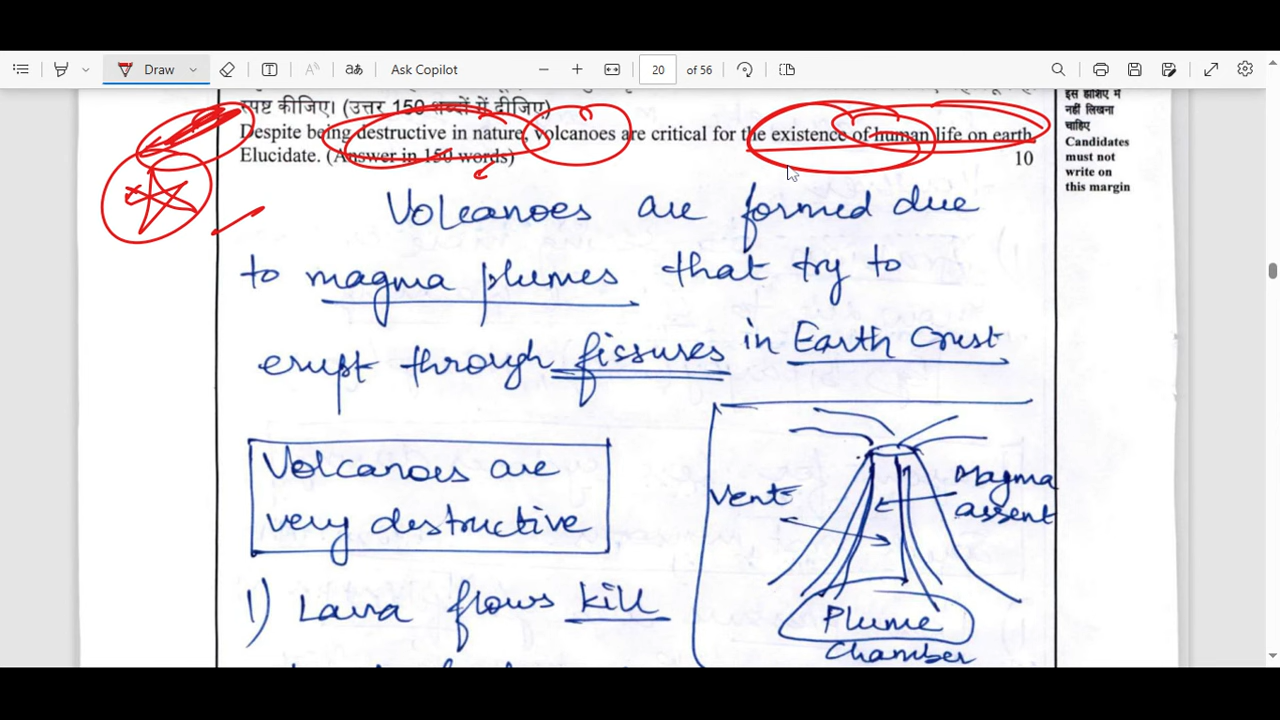 Draw
Ask Copilot
20 of 56
स्पष्ट कीजिए। (उत्तर 150 शब्दों में दीजिए)
Despite being destructive in nature, volcanoes are critical for the existence of human life on earth
Elucidate. (Answer in 150 words)
10
इस हाशिए में
नहीं लिखना
चाहिए
Candidates
must not
write on
this margin
Volcanoes are formed due
to magma plumes that try to
erupt through fissures in Earth Crust
Volcanoes are
very destructive
Vent
Magma
assent
Plume
Chamber
1) Lava flows kill